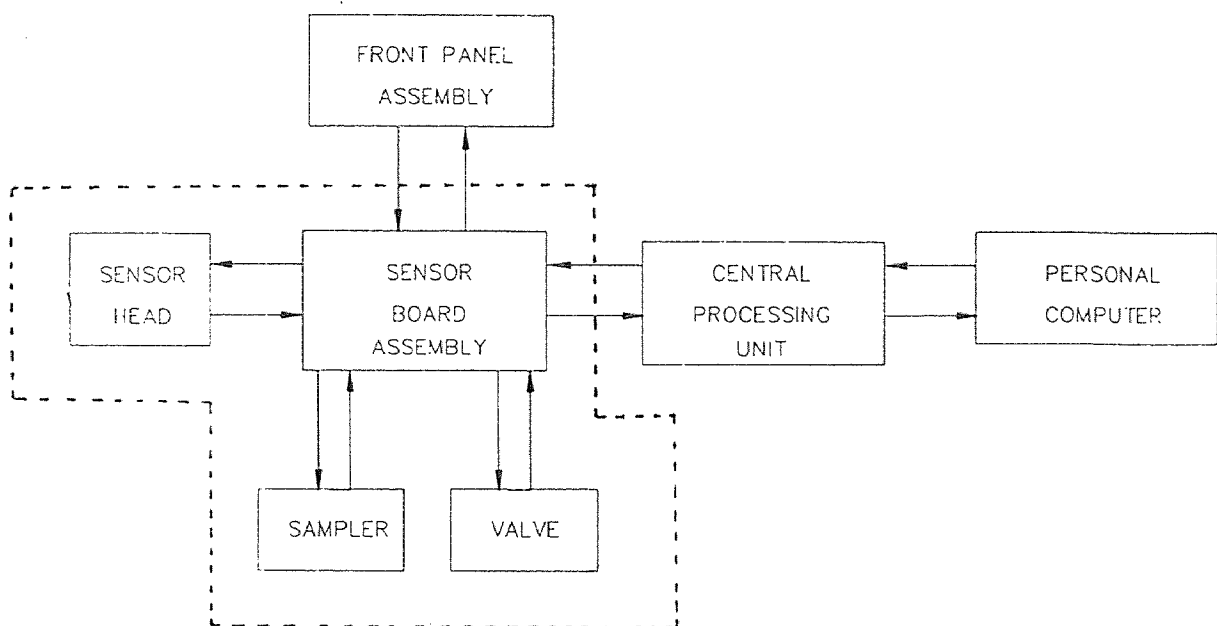 FRONT PANEL
ASSEMBLY
SENSOR
HEAD
SENSOR
BOARD
ASSEMBLY
CENTRAL
PROCESSING
UNIT
PERSONAL
COMPUTER
SAMPLER
VALVE